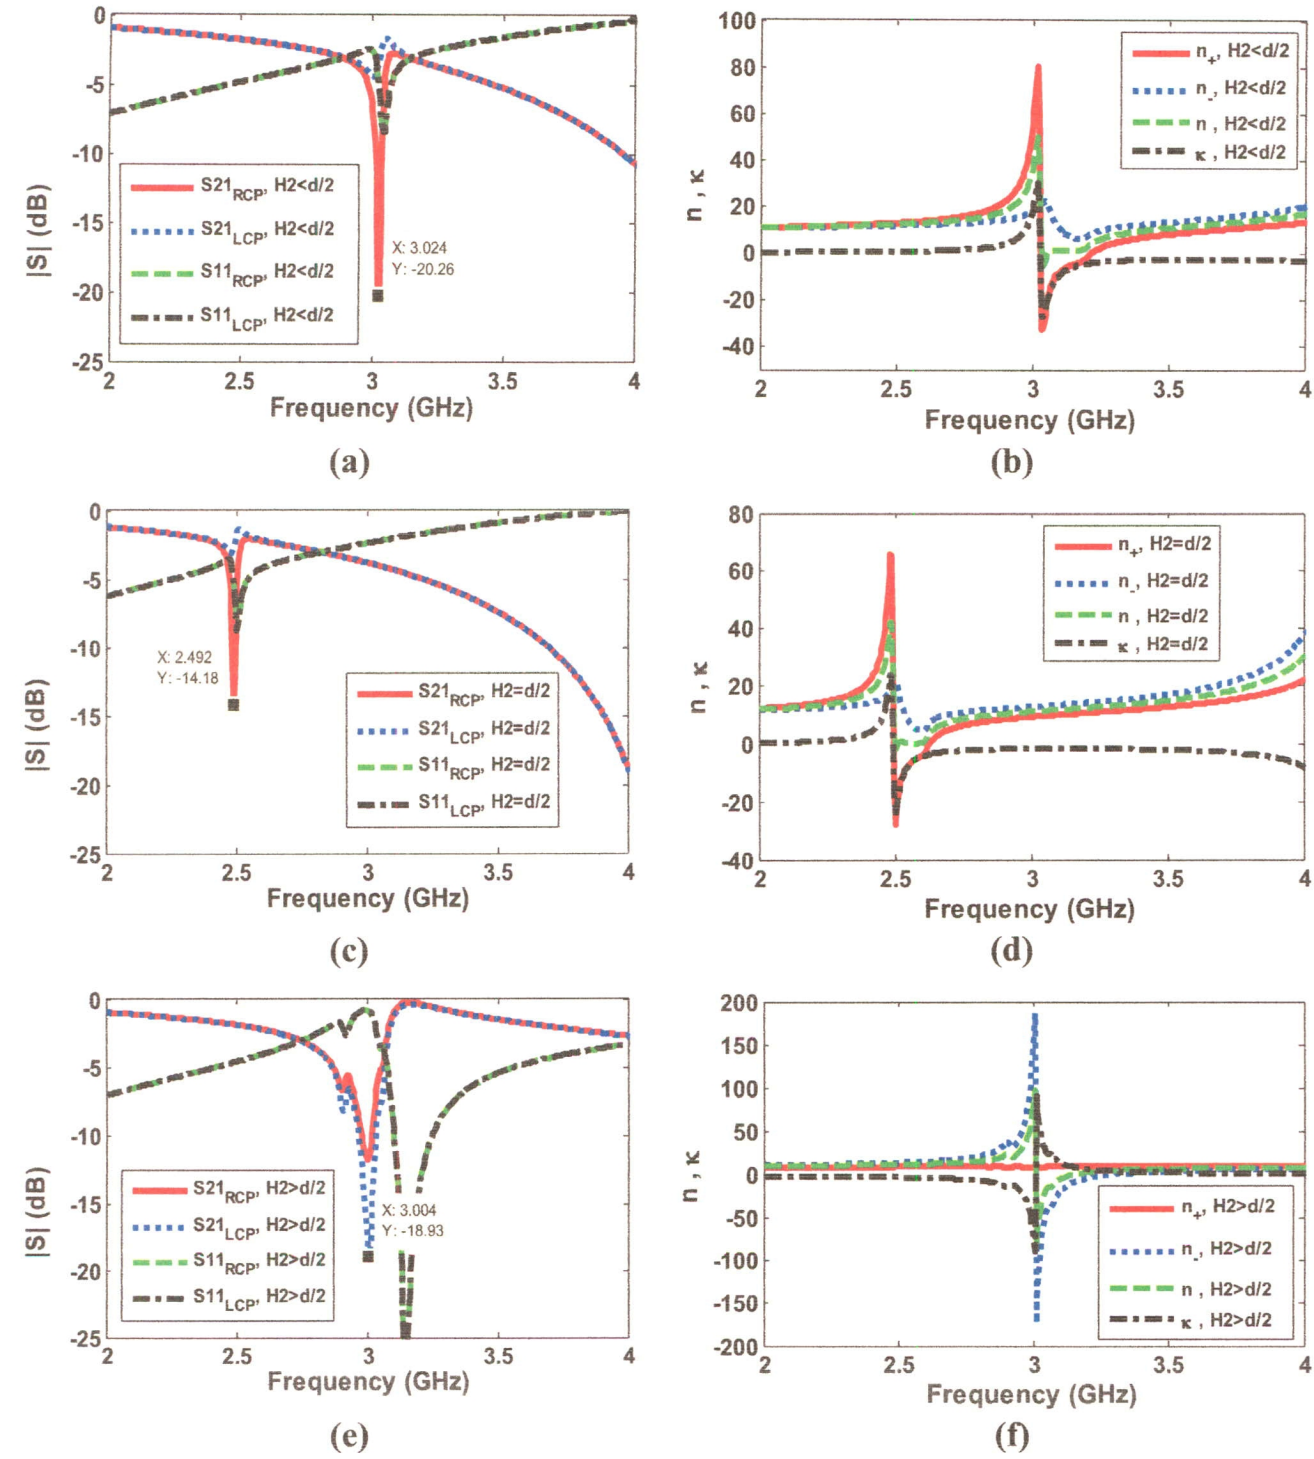 |S| (dB)
0
-5
-10
-15
-20
-25
S21RCP, H2<d/2
S21LCP, H2<d/2
S11RCP, H2<d/2
S11LCP, H2<d/2
X: 3.024
Y: -20.26
2
2.5
3
3.5
4
Frequency (GHz)
(a)
n , κ
100
80
60
40
20
0
-20
-40
n+, H2<d/2
n-, H2<d/2
n , H2<d/2
κ , H2<d/2
2
2.5
3
3.5
4
Frequency (GHz)
(b)
|S| (dB)
0
-5
-10
-15
-20
-25
X: 2.492
Y: -14.18
S21RCP, H2=d/2
S21LCP, H2=d/2
S11RCP, H2=d/2
S11LCP, H2=d/2
2
2.5
3
3.5
4
Frequency (GHz)
(c)
n , κ
80
60
40
20
0
-20
-40
n+, H2=d/2
n-, H2=d/2
n , H2=d/2
κ , H2=d/2
2
2.5
3
3.5
4
Frequency (GHz)
(d)
|S| (dB)
0
-5
-10
-15
-20
-25
S21RCP, H2>d/2
S21LCP, H2>d/2
S11RCP, H2>d/2
S11LCP, H2>d/2
X: 3.004
Y: -18.93
2
2.5
3
3.5
4
Frequency (GHz)
(e)
n , κ
200
150
100
50
0
-50
-100
-150
-200
n+, H2>d/2
n-, H2>d/2
n , H2>d/2
κ , H2>d/2
2
2.5
3
3.5
4
Frequency (GHz)
(f)